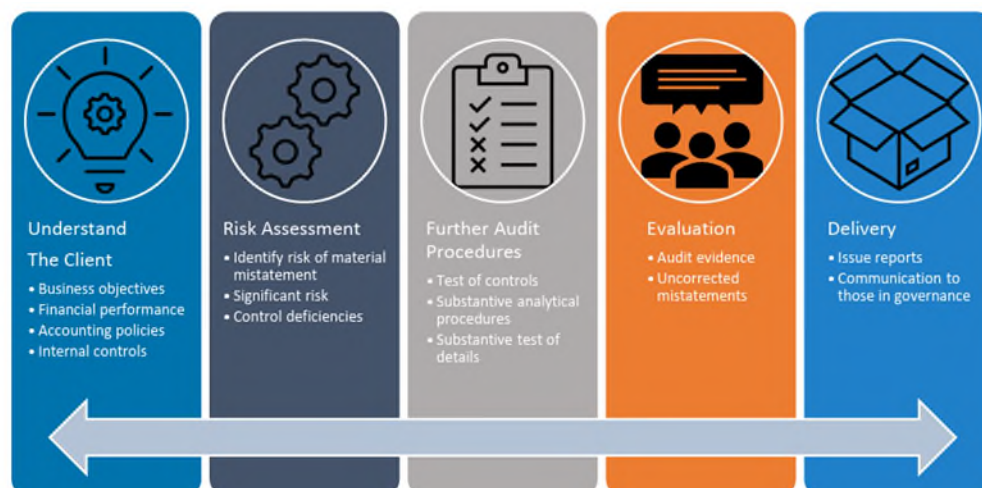 Understand
The Client
• Business objectives
• Financial performance
• Accounting policies
• Internal controls
Risk Assessment
• Identify risk of material
mistatement
• Significant risk
• Control deficiencies
Further Audit
Procedures
• Test of controls
• Substantive analytical
procedures
• Substantive test of
details
Evaluation
• Audit evidence
• Uncorrected
mistatements
Delivery
• Issue reports
• Communication to
those in governance